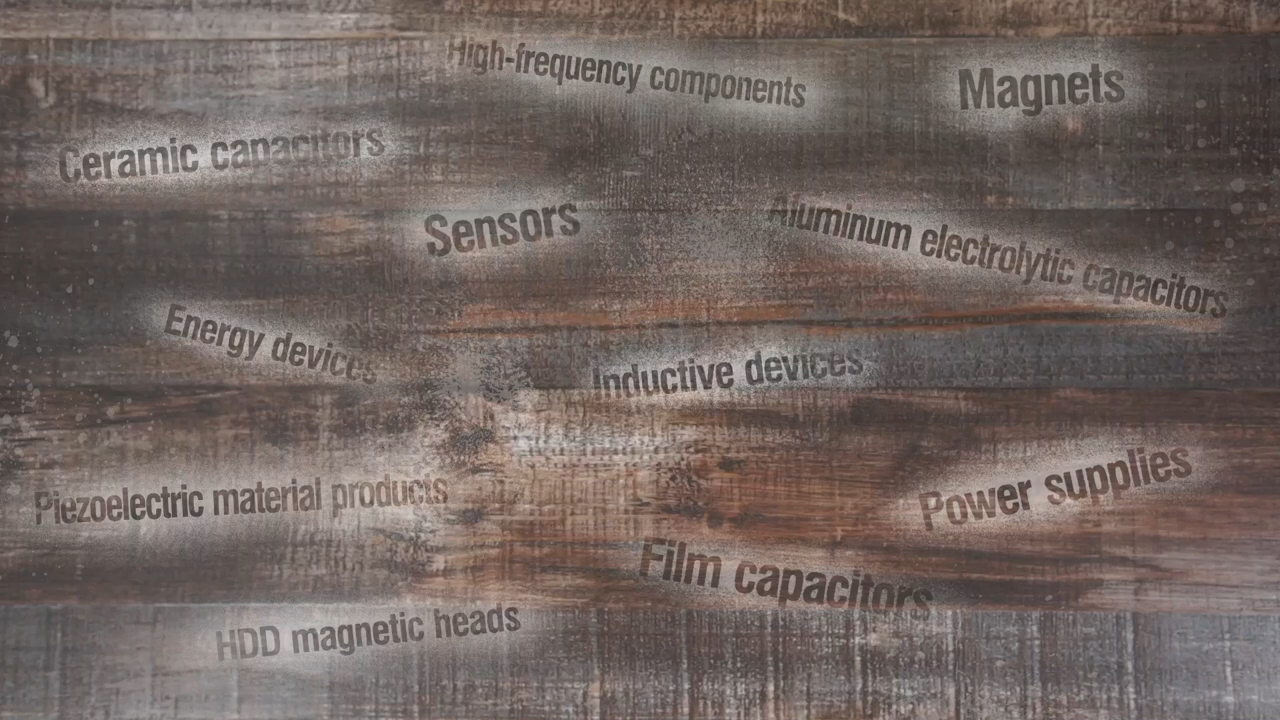 High-frequency components
Magnets
Ceramic capacitors
Sensors
Aluminum electrolytic capacitors
Energy devices
Inductive devices
Piezoelectric material products
Power supplies
Film capacitors
HDD magnetic heads